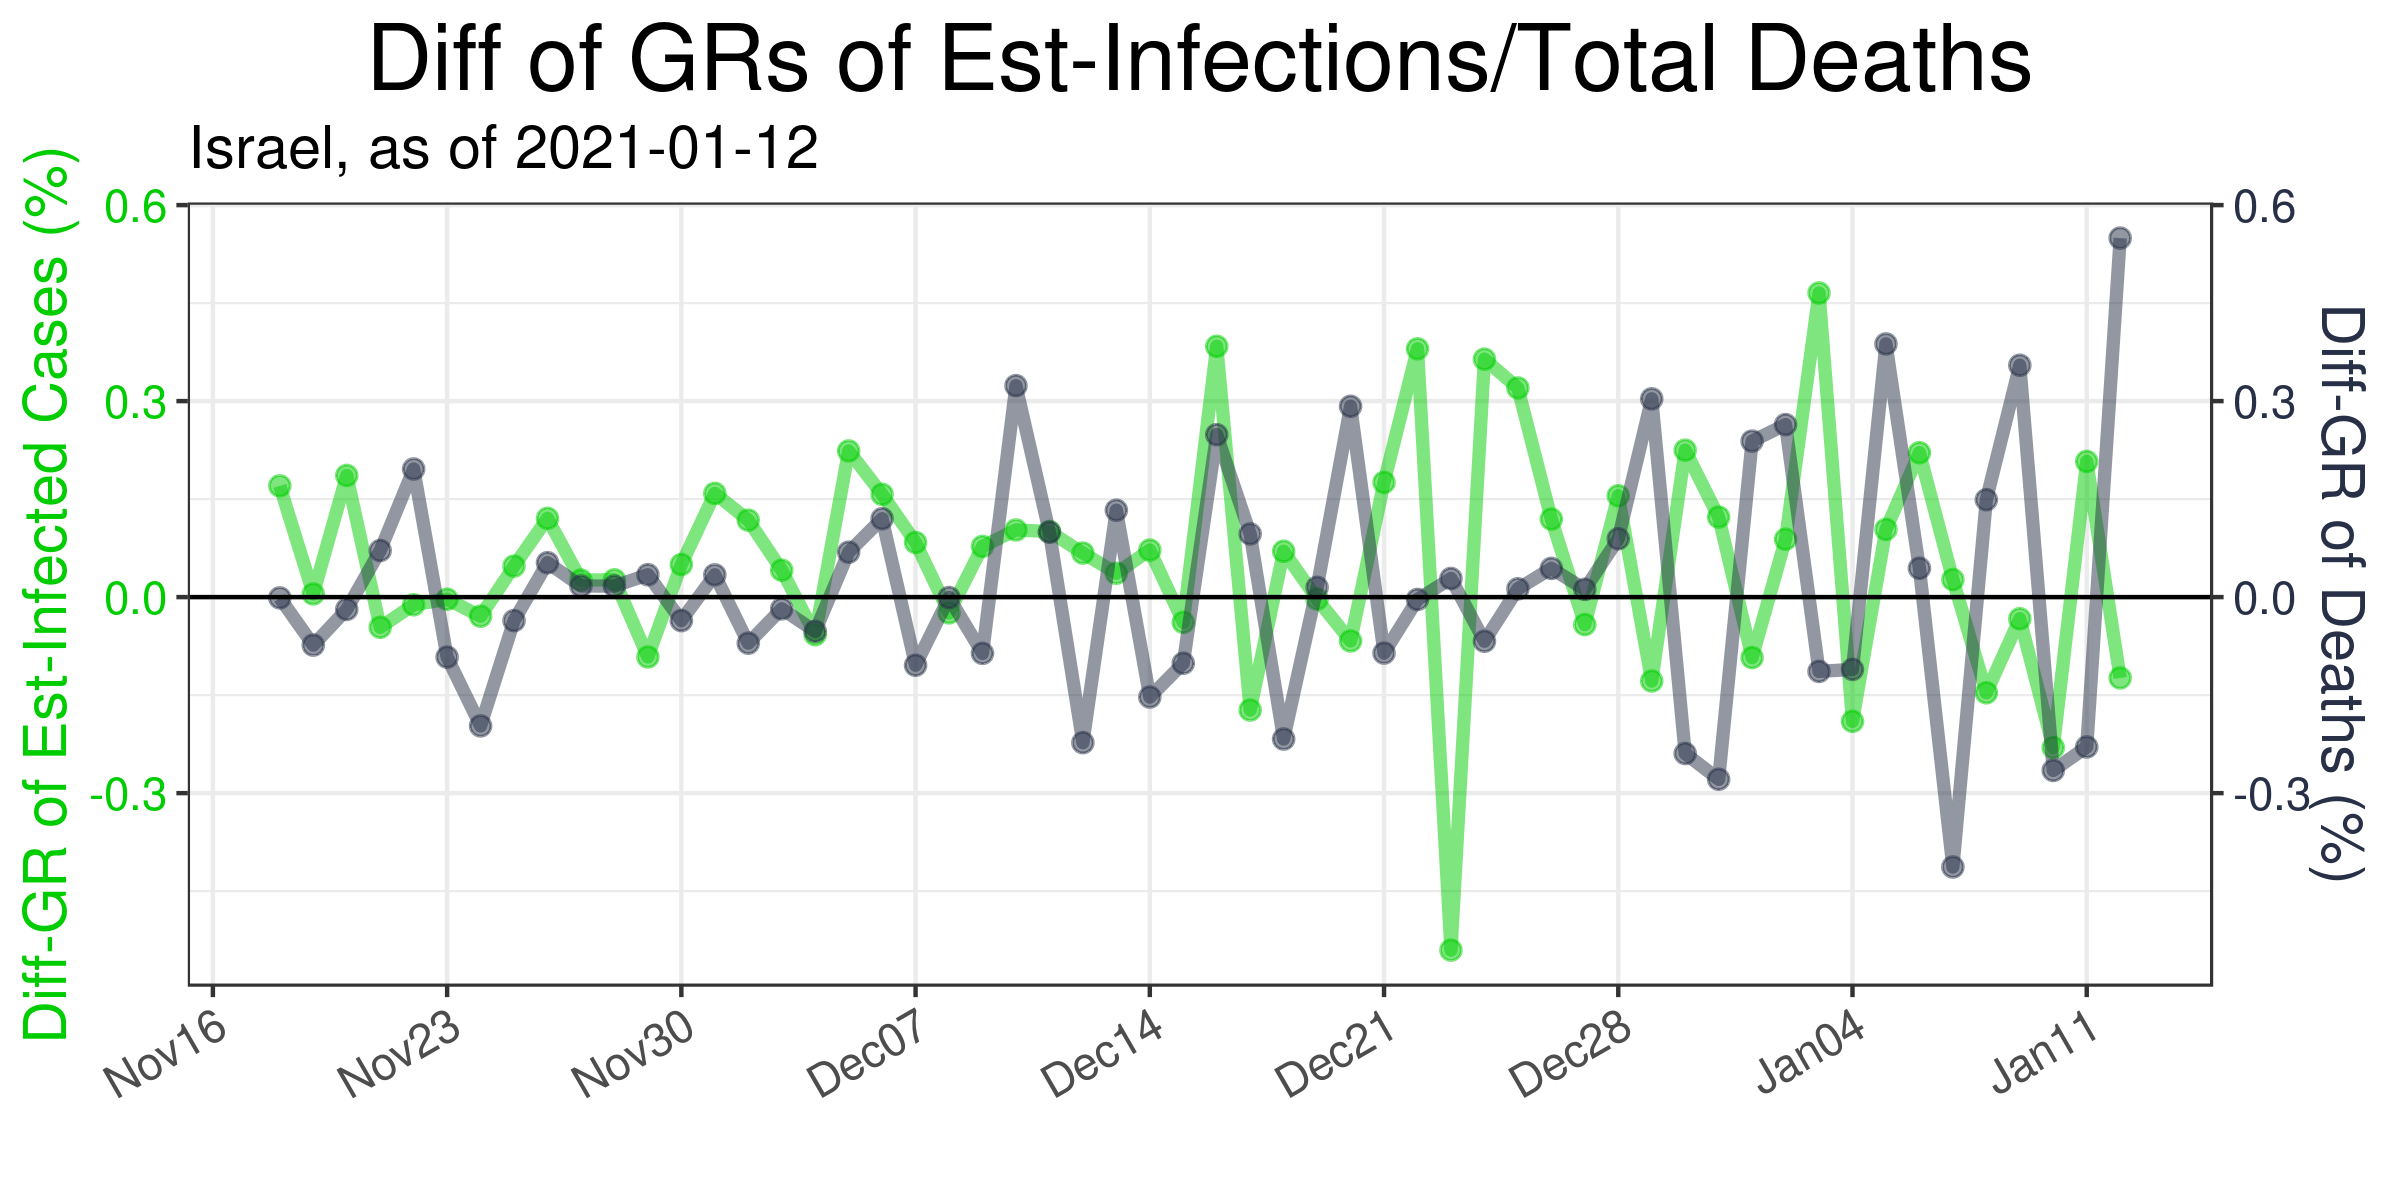 Diff of GRs of Est-Infections/Total Deaths
Israel, as of 2021-01-12
Diff-GR of Est-Infected Cases (%)
0.6
0.3
0.0
-0.3
0.6
0.3
0.0
-0.3
Diff-GR of Deaths (%)
Nov16
Nov23
Nov30
Dec07
Dec14
Dec21
Dec28
Jan04
Jan11